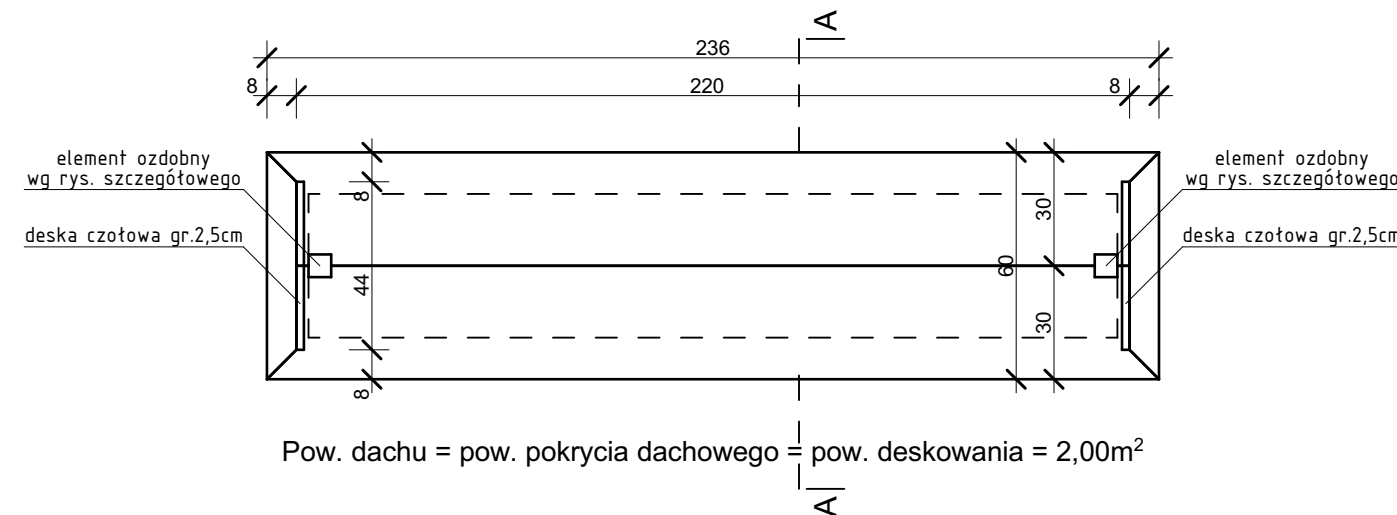 A
236
8
220
8
element ozdobny
wg rys. szczegółowego
element ozdobny
wg rys. szczegółowego
8
30
deska czołowa gr.2,5cm
deska czołowa gr.2,5cm
60
44
30
8
Pow. dachu = pow. pokrycia dachowego = pow. deskowania = 2,00m²
A